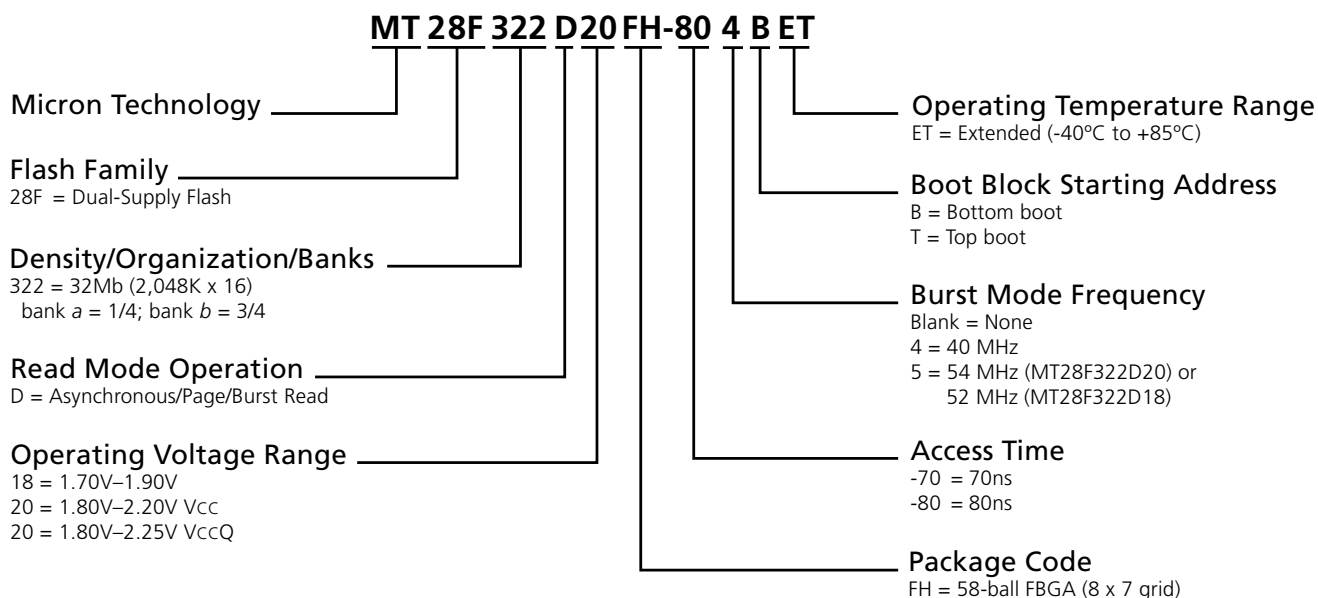 MT 28F 322 D20 FH-80 4 B ET
Micron Technology
Flash Family
28F = Dual-Supply Flash
Density/Organization/Banks
322 = 32Mb (2,048K x 16)
bank a = 1/4; bank b = 3/4
Read Mode Operation
D = Asynchronous/Page/Burst Read
Operating Voltage Range
18 = 1.70V–1.90V
20 = 1.80V–2.20V VCC
20 = 1.80V–2.25V VCCQ
Operating Temperature Range
ET = Extended (-40ºC to +85ºC)
Boot Block Starting Address
B = Bottom boot
T = Top boot
Burst Mode Frequency
Blank = None
4 = 40 MHz
5 = 54 MHz (MT28F322D20) or
52 MHz (MT28F322D18)
Access Time
-70 = 70ns
-80 = 80ns
Package Code
FH = 58-ball FBGA (8 x 7 grid)